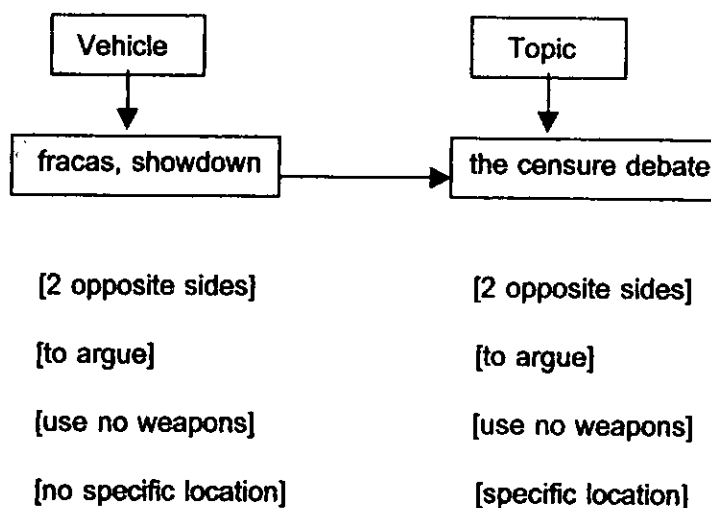 Vehicle
Topic
fracas, showdown
the censure debate
[2 opposite sides]
[2 opposite sides]
[to argue]
[to argue]
[use no weapons]
[use no weapons]
[no specific location]
[specific location]